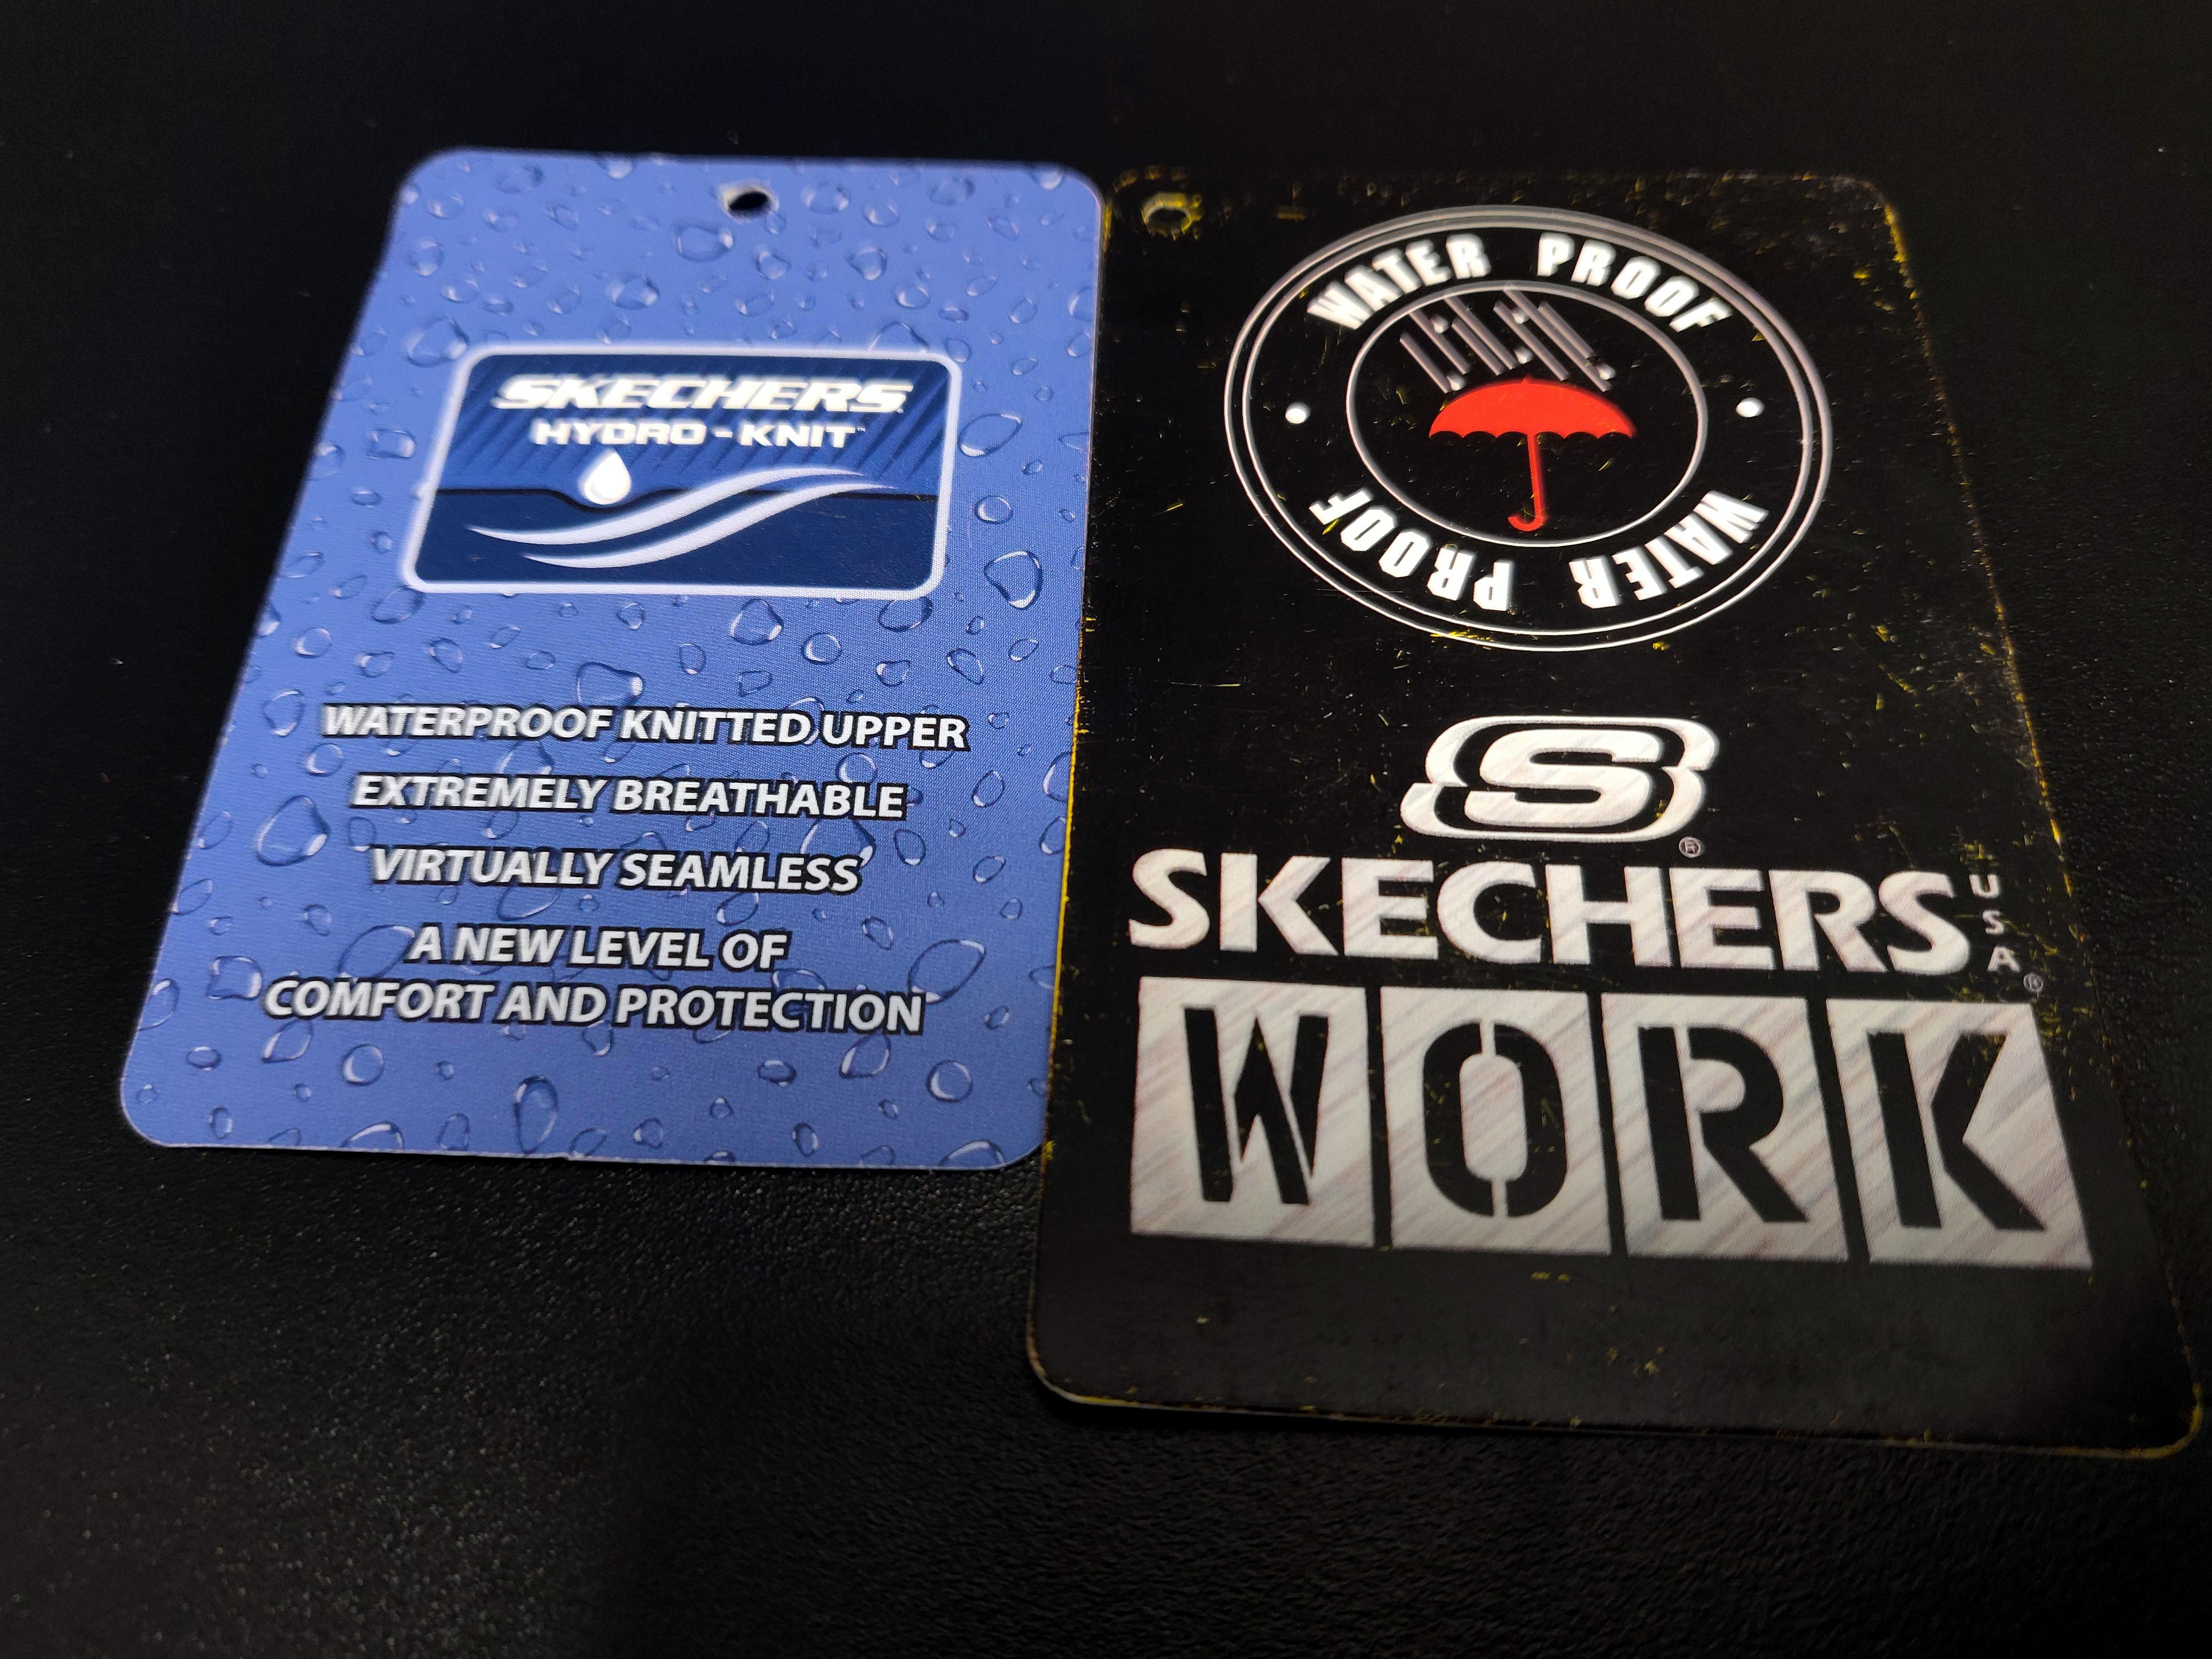 SKECHERS
HYDRO-KNIT™
WATERPROOF KNITTED UPPER
EXTREMELY BREATHABLE
VIRTUALLY SEAMLESS
A NEW LEVEL OF
COMFORT AND PROTECTION
WATER PROOF
WATER PROOF
S®
SKECHERS USA®
WORK